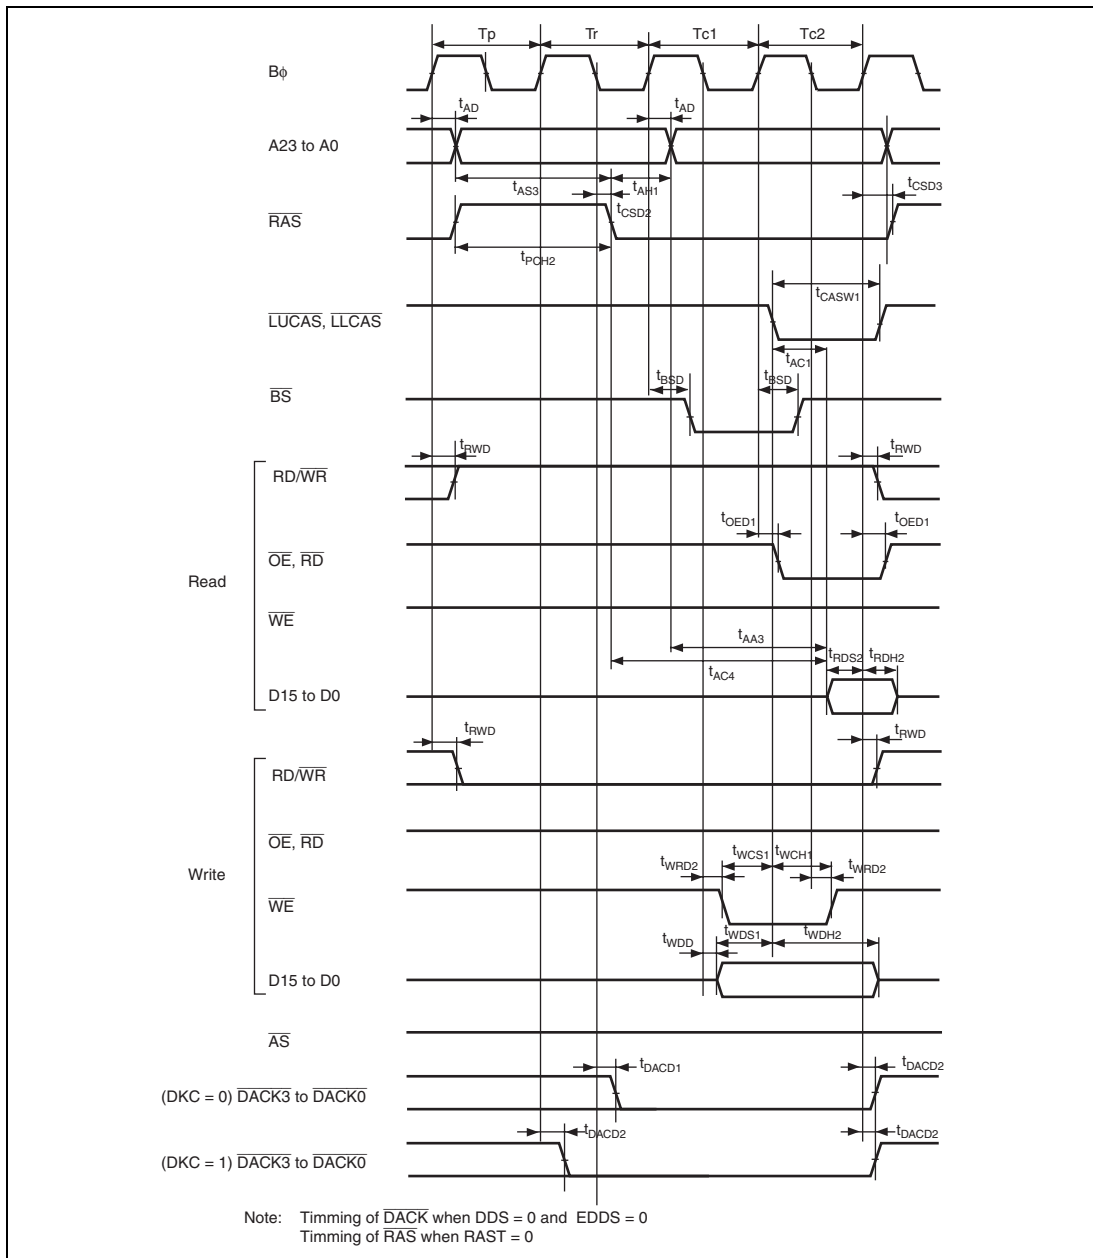 Tp Tr Tc1 Tc2
Bϕ
tAD tAD
A23 to A0
tAS3 tAH1 tCSD3
tCSD2
RAS
tPCH2
tCASW1
LUCAS, LLCAS
tAC1
tBSD tBSD
BS
tRWD tRWD
RD/WR
tOED1 tOED1
OE, RD
Read
WE
tAA3
tRDS2 tRDH2
tAC4
D15 to D0
tRWD tRWD
RD/WR
OE, RD
tWCS1 tWCH1
Write
tWRD2 tWRD2
WE
tWDS1 tWDH2
tWDD
D15 to D0
AS
tDACD1 tDACD2
(DKC = 0) DACK3 to DACK0
tDACD2 tDACD2
(DKC = 1) DACK3 to DACK0
Note: Timming of DACK when DDS = 0 and EDDS = 0
Timming of RAS when RAST = 0